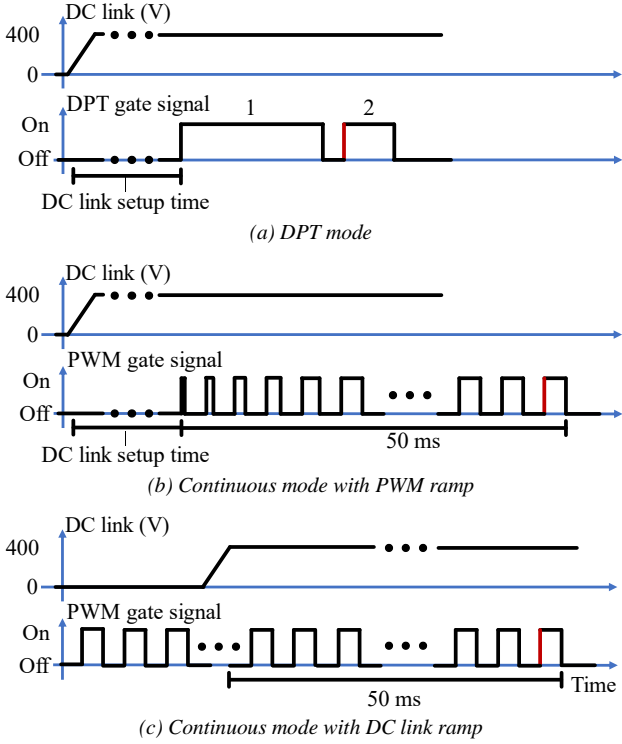 DC link (V)
400
0
DPT gate signal
1
2
On
Off
DC link setup time
(a) DPT mode
DC link (V)
400
0
PWM gate signal
On
Off
50 ms
DC link setup time
(b) Continuous mode with PWM ramp
DC link (V)
400
0
PWM gate signal
On
Off
Time
50 ms
(c) Continuous mode with DC link ramp